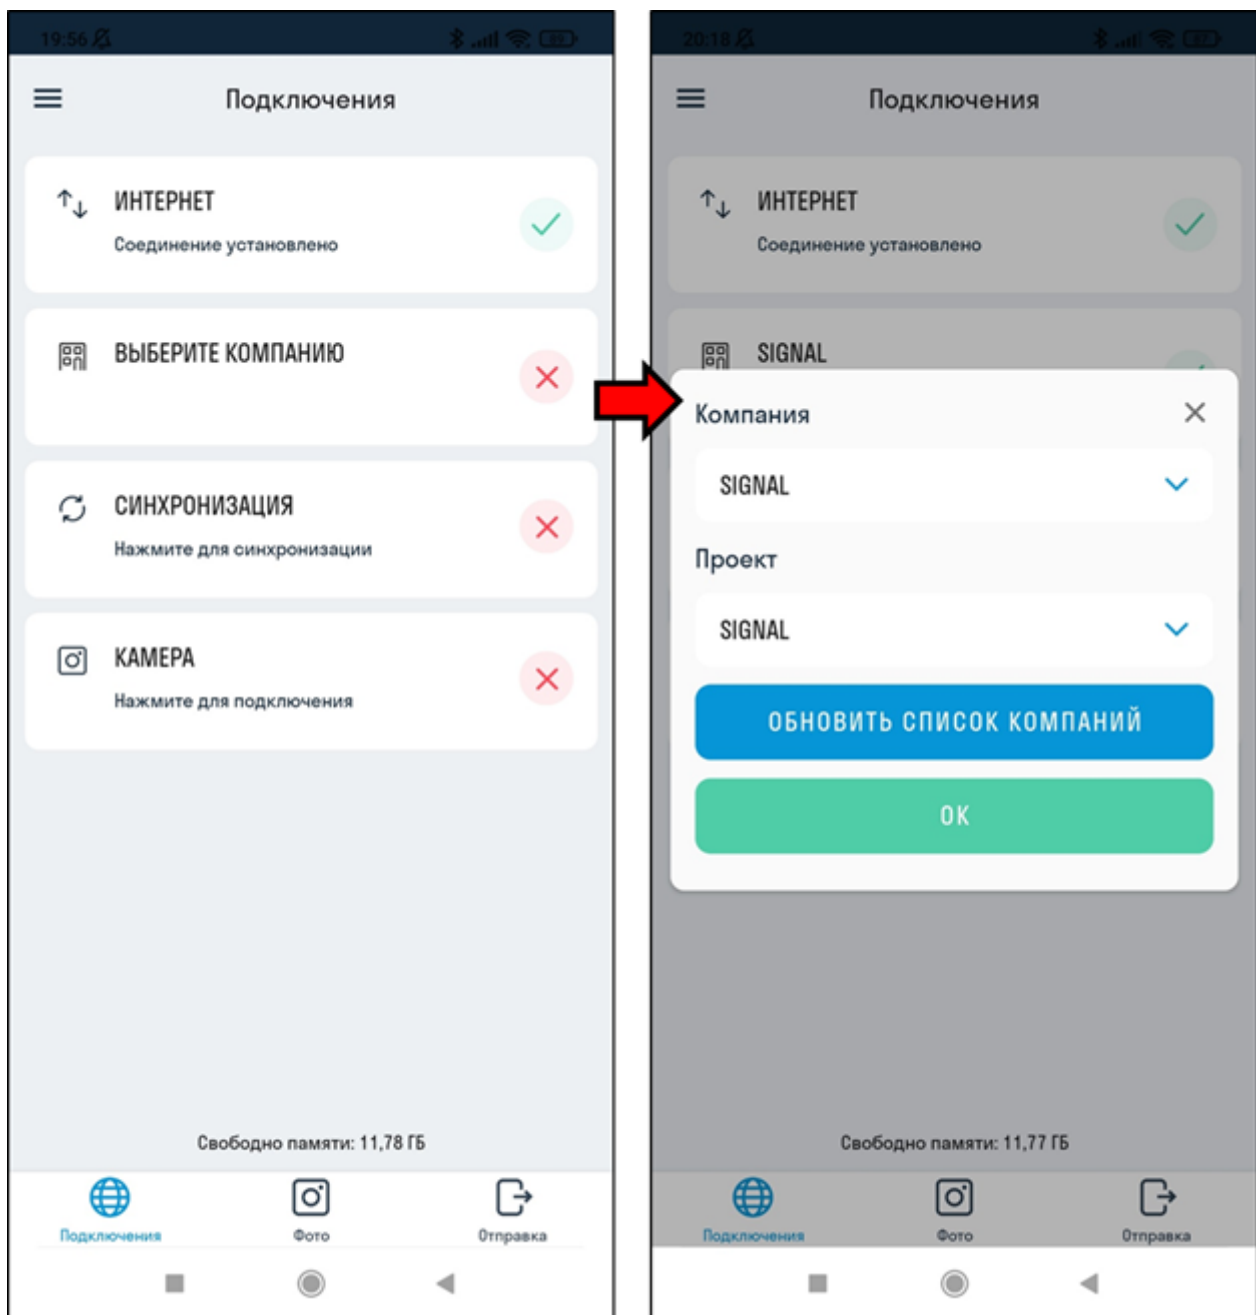 19:56
Подключения
ИНТЕРНЕТ
Соединение установлено
ВЫБЕРИТЕ КОМПАНИЮ
СИНХРОНИЗАЦИЯ
Нажмите для синхронизации
КАМЕРА
Нажмите для подключения
Свободно памяти: 11,78 ГБ
Подключения
Фото
Отправка
20:18
Подключения
ИНТЕРНЕТ
Соединение установлено
SIGNAL
Компания
SIGNAL
Проект
SIGNAL
ОБНОВИТЬ СПИСОК КОМПАНИЙ
ОК
Свободно памяти: 11,77 ГБ
Подключения
Фото
Отправка